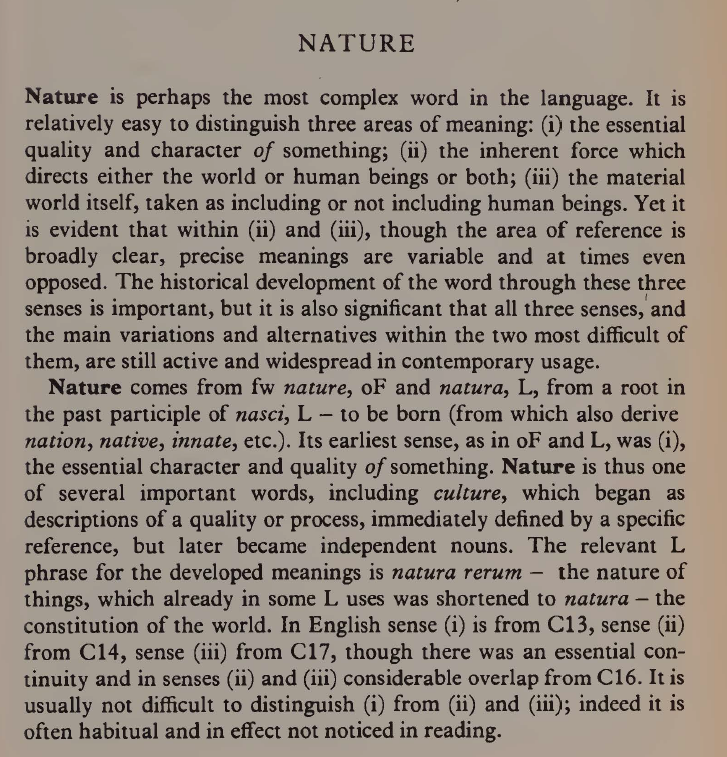 NATURE
Nature is perhaps the most complex word in the language. It is
relatively easy to distinguish three areas of meaning: (i) the essential
quality and character of something; (ii) the inherent force which
directs either the world or human beings or both; (iii) the material
world itself, taken as including or not including human beings. Yet it
is evident that within (ii) and (iii), though the area of reference is
broadly clear, precise meanings are variable and at times even
opposed. The historical development of the word through these three
senses is important, but it is also significant that all three senses, and
the main variations and alternatives within the two most difficult of
them, are still active and widespread in contemporary usage.
Nature comes from fw nature, oF and natura, L, from a root in
the past participle of nasci, L – to be born (from which also derive
nation, native, innate, etc.). Its earliest sense, as in oF and L, was (i),
the essential character and quality of something. Nature is thus one
of several important words, including culture, which began as
descriptions of a quality or process, immediately defined by a specific
reference, but later became independent nouns. The relevant L
phrase for the developed meanings is natura rerum – the nature of
things, which already in some L uses was shortened to natura – the
constitution of the world. In English sense (i) is from C13, sense (ii)
from C14, sense (iii) from C17, though there was an essential con-
tinuity and in senses (ii) and (iii) considerable overlap from C16. It is
usually not difficult to distinguish (i) from (ii) and (iii); indeed it is
often habitual and in effect not noticed in reading.